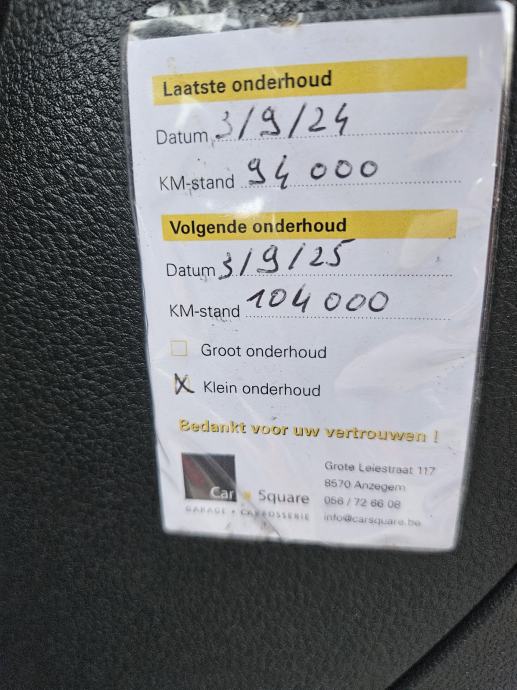 Laatste onderhoud
Datum 3/9/24
KM-stand 94 000
Volgende onderhoud
Datum 3/9/25
KM-stand 104 000
Groot onderhoud
X Klein onderhoud
Bedankt voor uw vertrouwen !
Car Square
GARAGE • CARROSSERIE
Grote Leiestraat 117
8570 Anzegem
056 / 72 66 08
info@carsquare.be